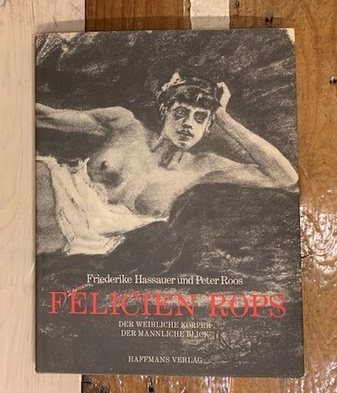 Friederike Hassauer und Peter Roos
FÉLICIEN ROPS
DER WEIBLICHE KÖRPER
DER MÄNNLICHE BLICK
HAFFMANS VERLAG